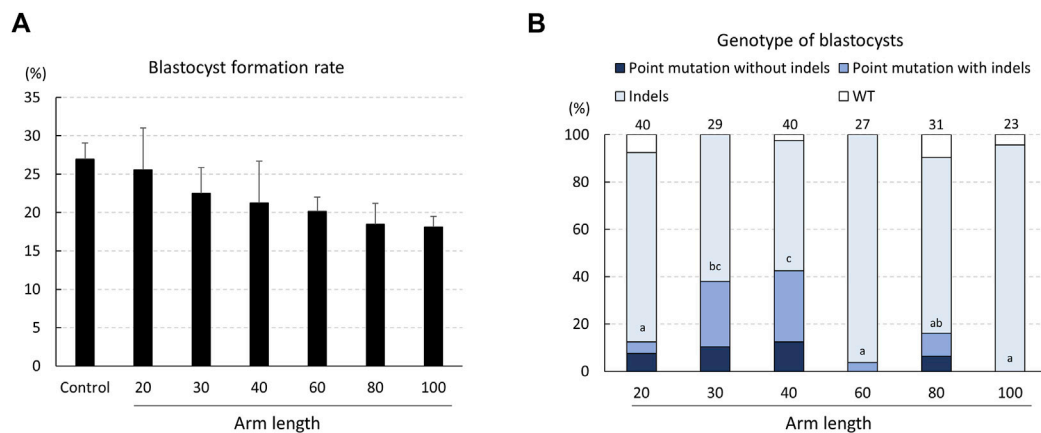 A
Blastocyst formation rate
(%)
35
30
25
20
15
10
5
0
Control 20 30 40 60 80 100
Arm length
B
Genotype of blastocysts
Point mutation without indels Point mutation with indels
Indels WT
(%)
40 29 40 27 31 23
100
80
60
40
20
0
a bc c a ab a
20 30 40 60 80 100
Arm length